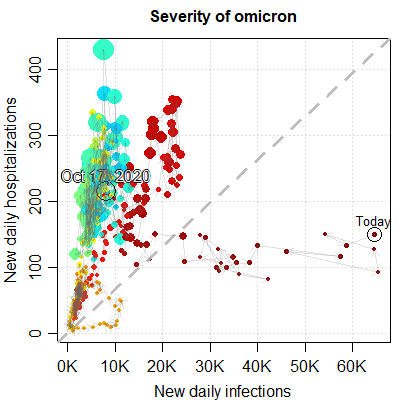 Severity of omicron
New daily hospitalizations
400
300
200
100
0
Oct 17, 2020
Today
0K 10K 20K 30K 40K 50K 60K
New daily infections